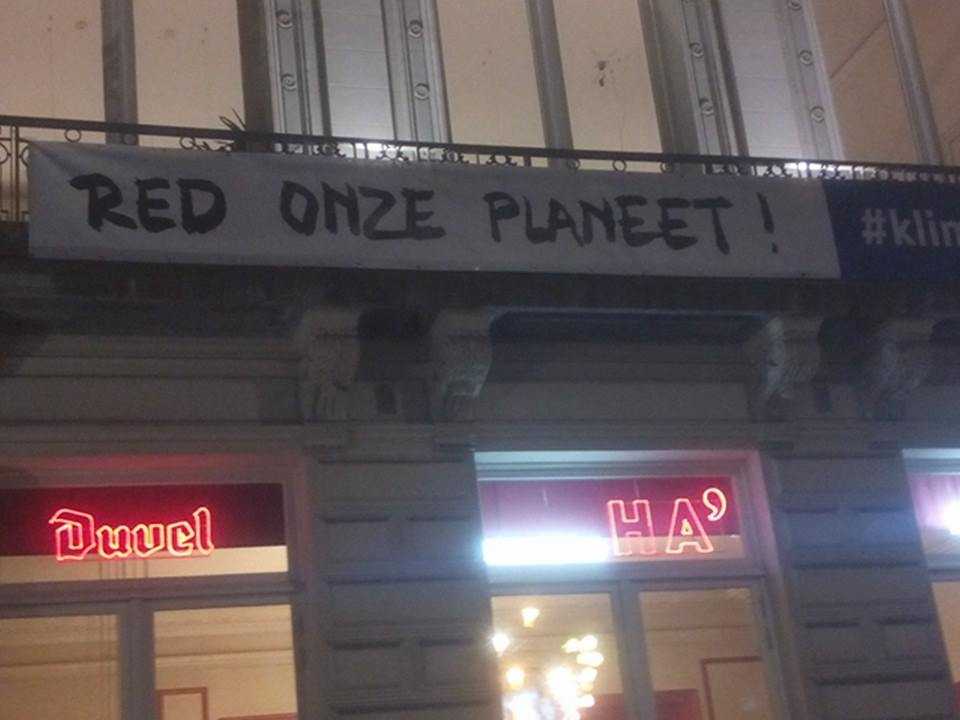 RED ONZE PLANEET !
#klim
Duvel
HA'